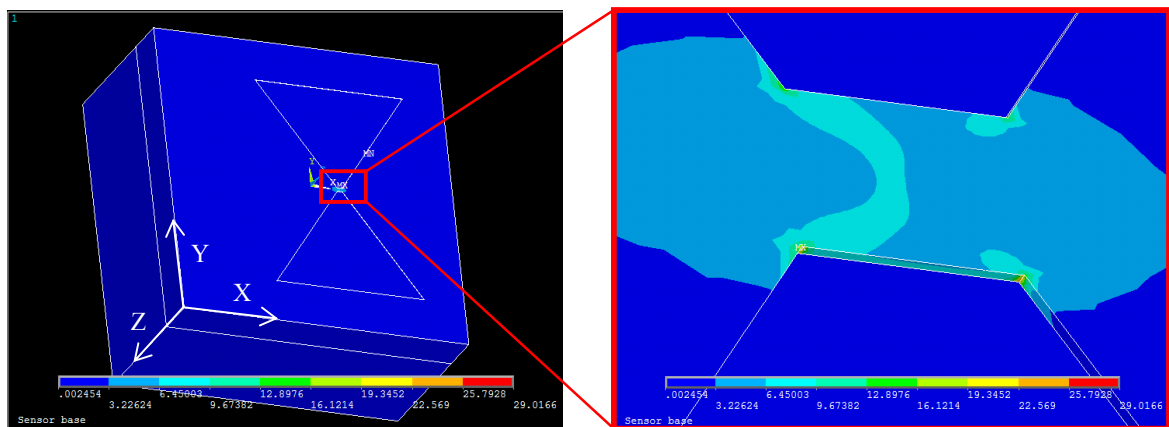 1
MN
Y
X
MX
Y
X
Z
.002454 6.45003 12.8976 19.3452 25.7928
3.22624 9.67382 16.1214 22.569 29.0166
Sensor base
MX
.002454 6.45003 12.8976 19.3452 25.7928
3.22624 9.67382 16.1214 22.569 29.0166
Sensor base